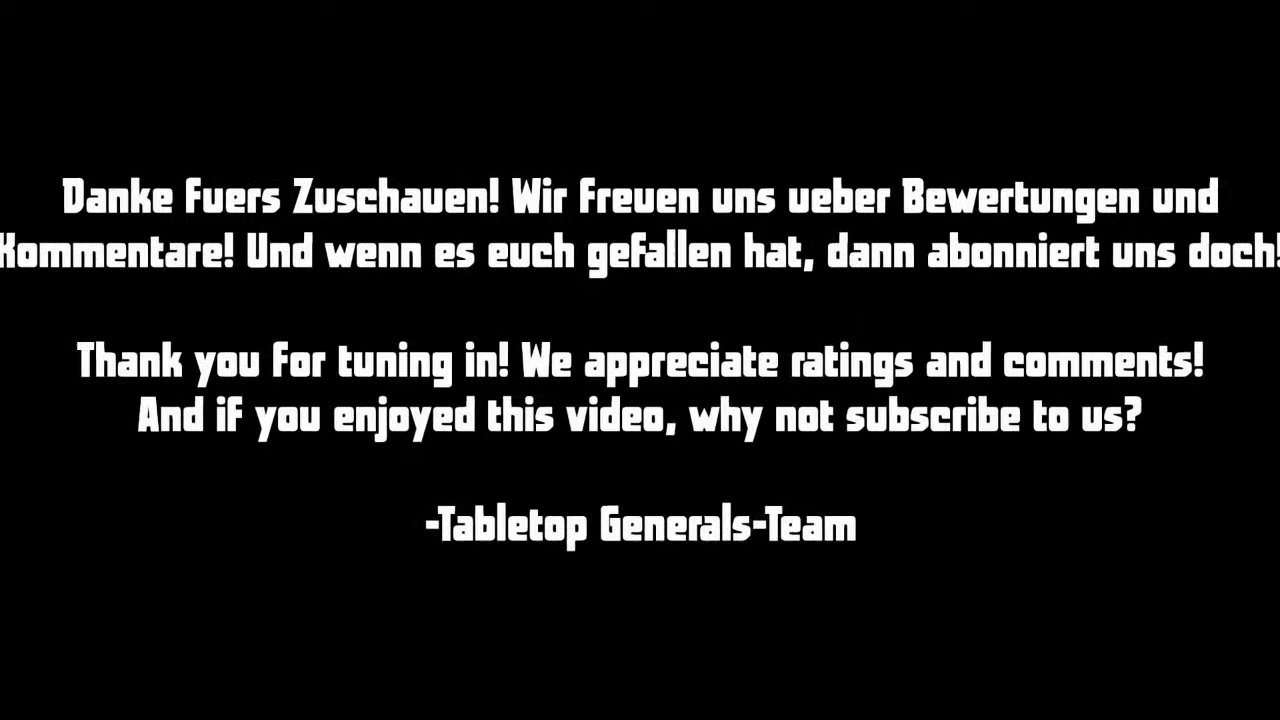 Danke fuers Zuschauen! Wir freuen uns ueber Bewertungen und
Kommentare! Und wenn es euch gefallen hat, dann abonniert uns doch!
Thank you for tuning in! We appreciate ratings and comments!
And if you enjoyed this video, why not subscribe to us?
-Tabletop Generals-Team